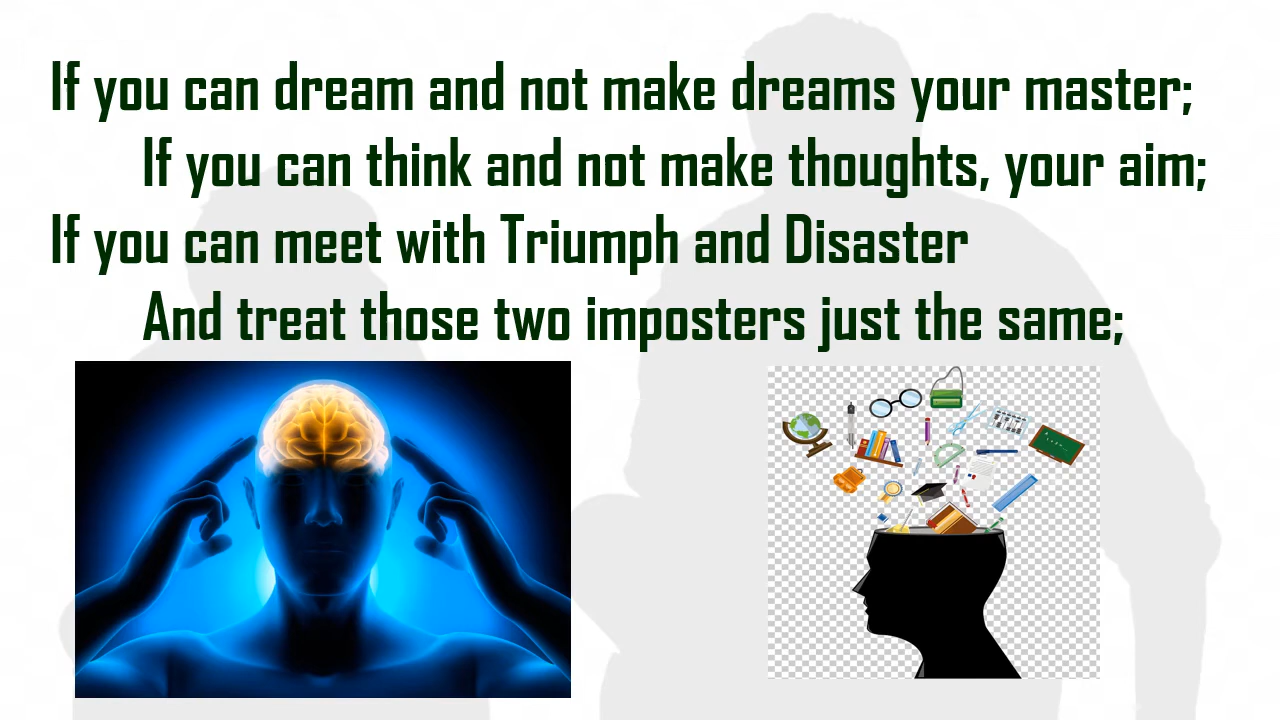 If you can dream and not make dreams your master;
If you can think and not make thoughts, your aim;
If you can meet with Triumph and Disaster
And treat those two imposters just the same;